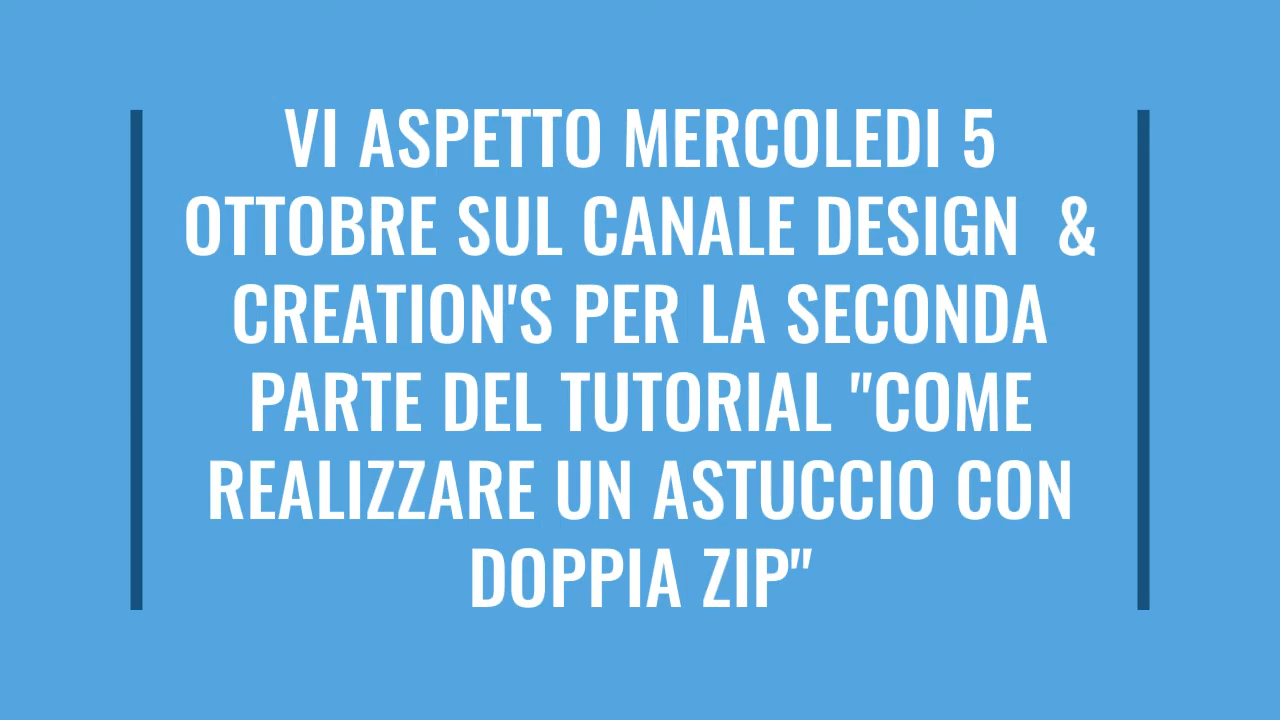 VI ASPETTO MERCOLEDI 5
OTTOBRE SUL CANALE DESIGN  &
CREATION'S PER LA SECONDA
PARTE DEL TUTORIAL "COME
REALIZZARE UN ASTUCCIO CON
DOPPIA ZIP"